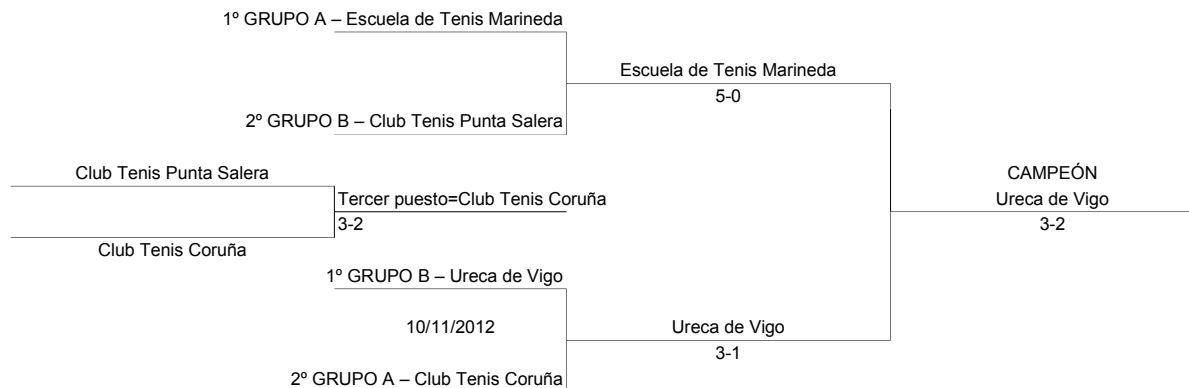 1º GRUPO A – Escuela de Tenis Marineda
Escuela de Tenis Marineda
5-0
2º GRUPO B – Club Tenis Punta Salera
Club Tenis Punta Salera
CAMPEÓN
Tercer puesto=Club Tenis Coruña
Ureca de Vigo
3-2
3-2
Club Tenis Coruña
1º GRUPO B – Ureca de Vigo
10/11/2012
Ureca de Vigo
3-1
2º GRUPO A – Club Tenis Coruña